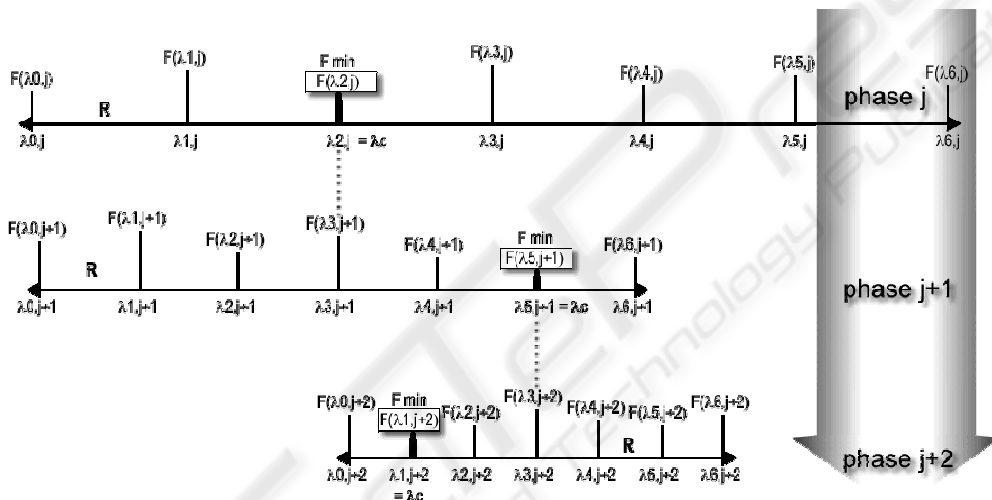 F(λ0,j) F(λ1,j) F min F(λ3,j) F(λ4,j) F(λ5,j) F(λ6,j)
F(λ2,j)
R phase j
λ0,j λ1,j λ2,j = λc λ3,j λ4,j λ5,j λ6,j
F(λ0,j+1) F(λ1,j+1) F(λ2,j+1) F(λ3,j+1) F(λ4,j+1) F min F(λ6,j+1)
F(λ5,j+1)
R phase j+1
λ0,j+1 λ1,j+1 λ2,j+1 λ3,j+1 λ4,j+1 λ5,j+1 = λc λ6,j+1
F(λ0,j+2) F min F(λ2,j+2) F(λ3,j+2) F(λ4,j+2) F(λ5,j+2) F(λ6,j+2)
F(λ1,j+2)
R phase j+2
λ0,j+2 λ1,j+2 λ2,j+2 λ3,j+2 λ4,j+2 λ5,j+2 λ6,j+2
= λc
Technology